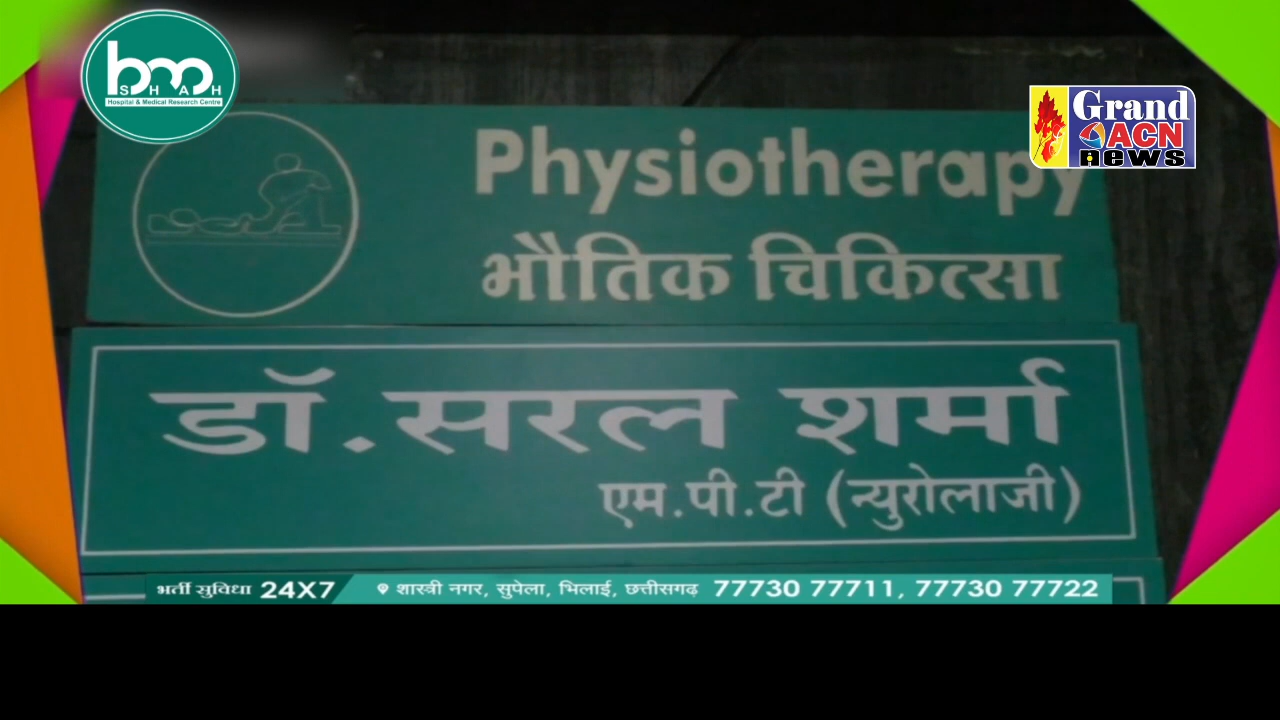 bmshah
Hospital & Medical Research Centre
Grand
ACN
news
Physiotherapy
भौतिक चिकित्सा
डॉ. सरल शर्मा
एम.पी.टी (न्युरोलाजी)
भर्ती सुविधा 24X7 शास्त्री नगर, सुपेला, भिलाई, छत्तीसगढ़ 77730 77711, 77730 77722